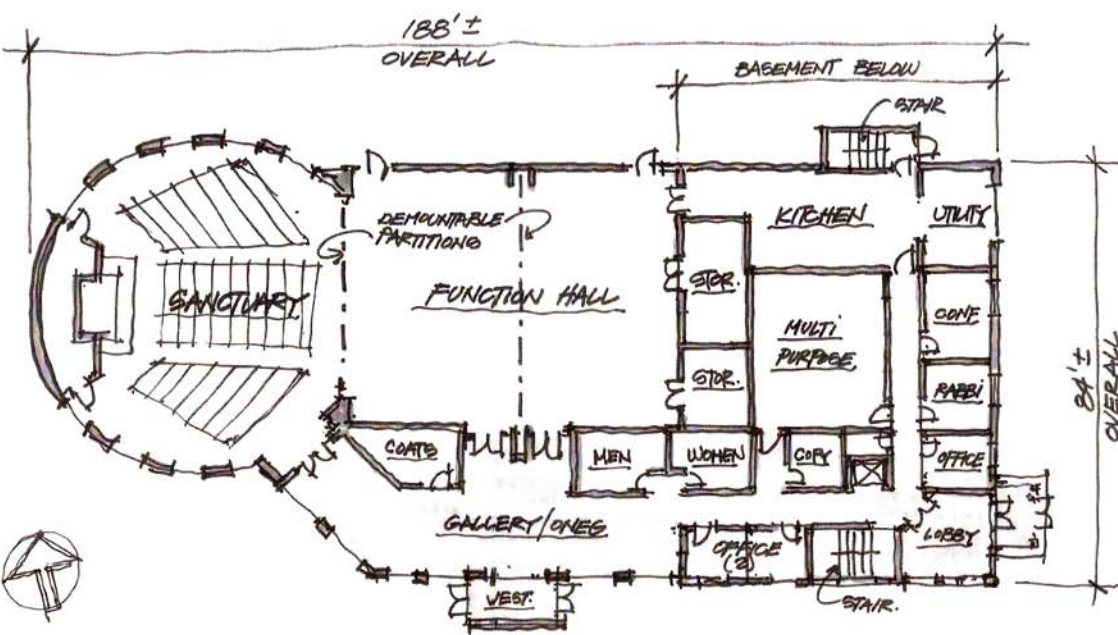 188'±
OVERALL
BASEMENT BELOW
STAIR
KITCHEN
UTILITY
DEMOUNTABLE
PARTITIONS
SANCTUARY
FUNCTION HALL
STOR.
MULTI
PURPOSE
CONF
84'±
OVERALL
STOR.
RABBI
COATS
MEN
WOMEN
COPY
OFFICE
GALLERY/ONEG
OFFICE
(2)
LOBBY
VEST.
STAIR.